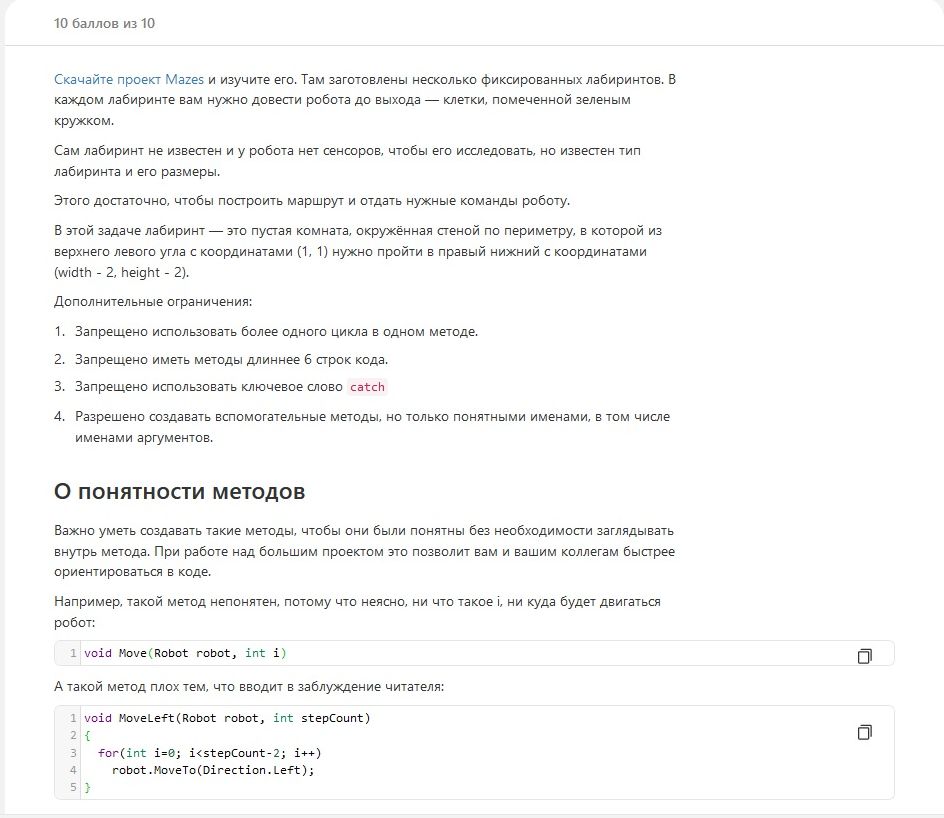 10 баллов из 10
Скачайте проект Mazes и изучите его. Там заготовлены несколько фиксированных лабиринтов. В
каждом лабиринте вам нужно довести робота до выхода — клетки, помеченной зеленым
кружком.
Сам лабиринт не известен и у робота нет сенсоров, чтобы его исследовать, но известен тип
лабиринта и его размеры.
Этого достаточно, чтобы построить маршрут и отдать нужные команды роботу.
В этой задаче лабиринт — это пустая комната, окружённая стеной по периметру, в которой из
верхнего левого угла с координатами (1, 1) нужно пройти в правый нижний с координатами
(width - 2, height - 2).
Дополнительные ограничения:
1. Запрещено использовать более одного цикла в одном методе.
2. Запрещено иметь методы длиннее 6 строк кода.
3. Запрещено использовать ключевое слово catch
4. Разрешено создавать вспомогательные методы, но только понятными именами, в том числе
именами аргументов.
О понятности методов
Важно уметь создавать такие методы, чтобы они были понятны без необходимости заглядывать
внутрь метода. При работе над большим проектом это позволит вам и вашим коллегам быстрее
ориентироваться в коде.
Например, такой метод непонятен, потому что неясно, ни что такое i, ни куда будет двигаться
робот:
1 void Move(Robot robot, int i)
А такой метод плох тем, что вводит в заблуждение читателя:
1 void MoveLeft(Robot robot, int stepCount)
2 {
3 for(int i=0; i<stepCount-2; i++)
4 robot.MoveTo(Direction.Left);
5 }